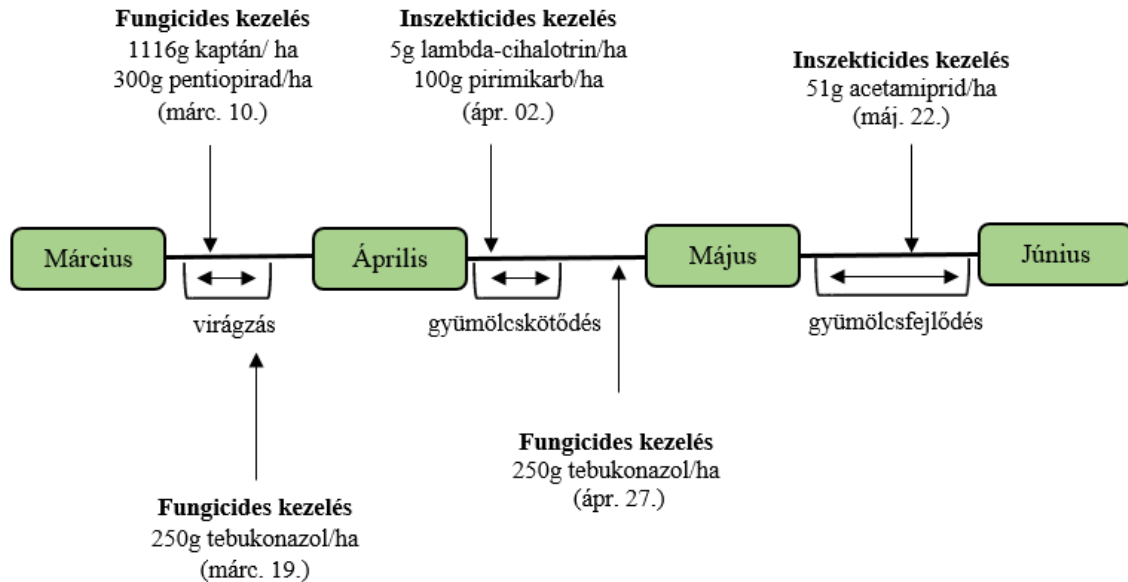 Fungicides kezelés
1116g kaptán/ ha
300g pentiopirad/ha
(márc. 10.)
Inszekticides kezelés
5g lambda-cihalotrin/ha
100g pirimikarb/ha
(ápr. 02.)
Inszekticides kezelés
51g acetamiprid/ha
(máj. 22.)
Március
Április
Május
Június
virágzás
gyümölcskötődés
gyümölcsfejlődés
Fungicides kezelés
250g tebukonazol/ha
(márc. 19.)
Fungicides kezelés
250g tebukonazol/ha
(ápr. 27.)